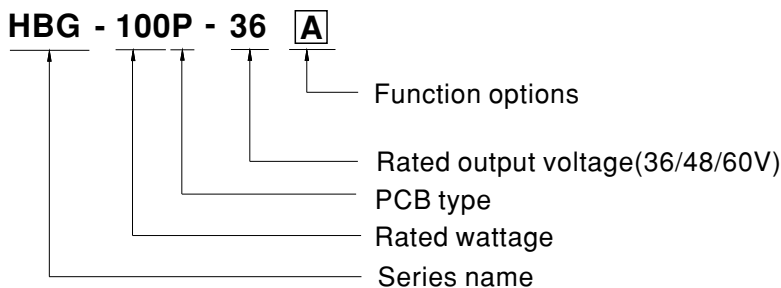 HBG - 100P - 36 A
Function options
Rated output voltage(36/48/60V)
PCB type
Rated wattage
Series name